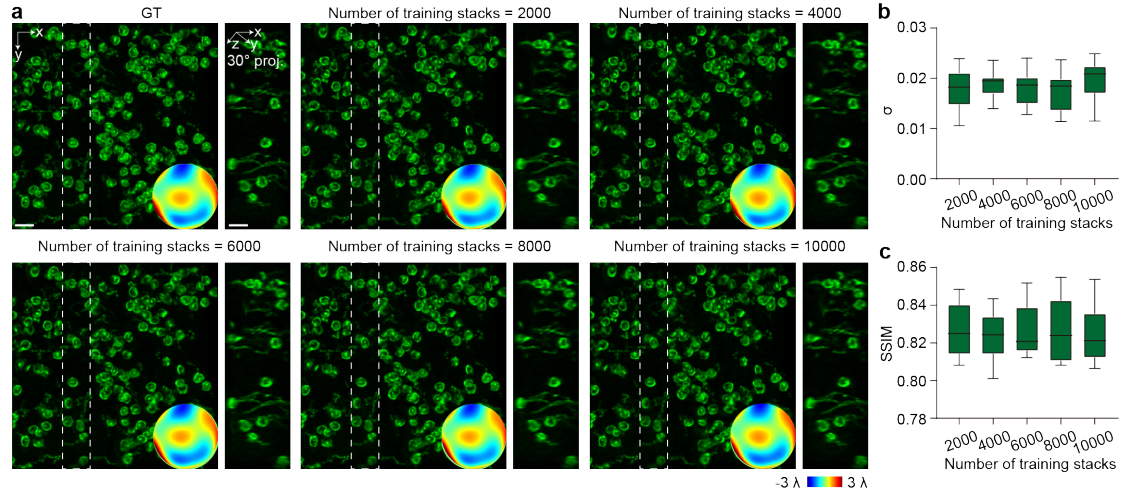 a
GT
Number of training stacks = 2000
Number of training stacks = 4000
x
y
x
z
y
30° proj.
Number of training stacks = 6000
Number of training stacks = 8000
Number of training stacks = 10000
-3 λ
3 λ
b
0.03
0.02
0.01
0.00
σ
2000
4000
6000
8000
10000
Number of training stacks
c
0.86
0.84
0.82
0.80
0.78
SSIM
2000
4000
6000
8000
10000
Number of training stacks